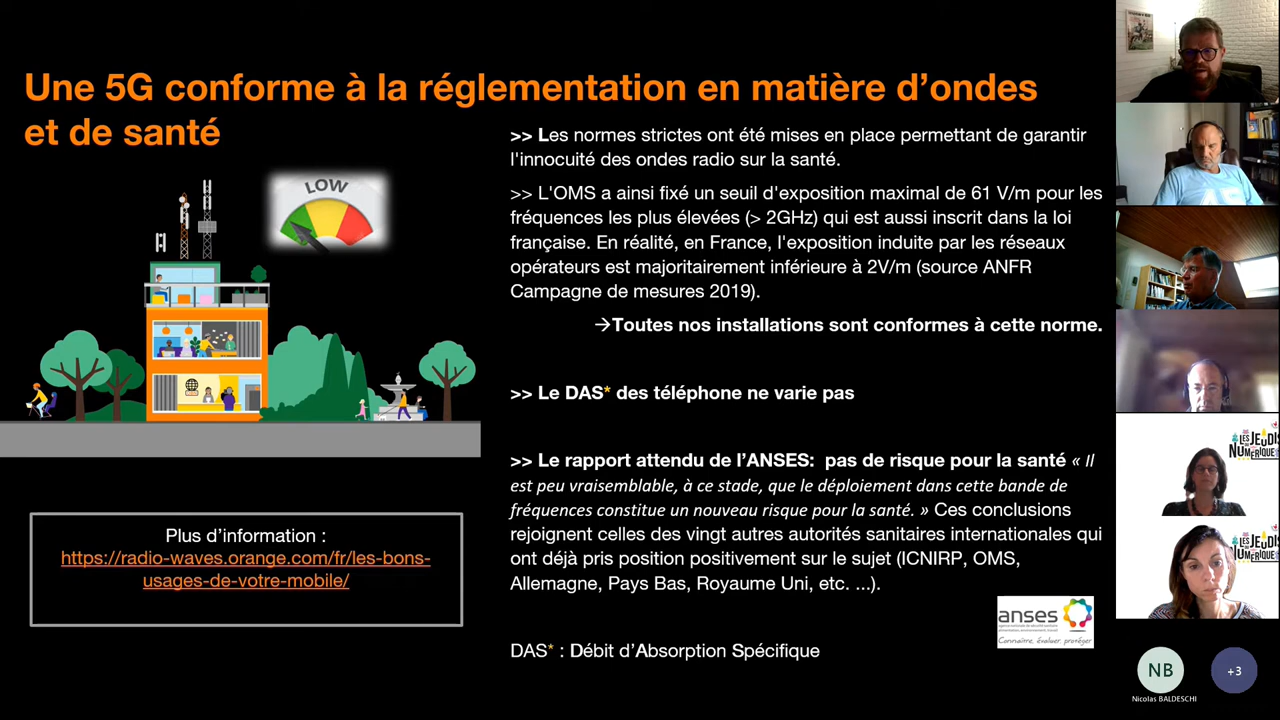 Une 5G conforme à la réglementation en matière d'ondes
et de santé
LOW
>> Les normes strictes ont été mises en place permettant de garantir
l'innocuité des ondes radio sur la santé.
>> L'OMS a ainsi fixé un seuil d'exposition maximal de 61 V/m pour les
fréquences les plus élevées (> 2GHz) qui est aussi inscrit dans la loi
française. En réalité, en France, l'exposition induite par les réseaux
opérateurs est majoritairement inférieure à 2V/m (source ANFR
Campagne de mesures 2019).
→Toutes nos installations sont conformes à cette norme.
>> Le DAS* des téléphone ne varie pas
>> Le rapport attendu de l'ANSES: pas de risque pour la santé « Il
est peu vraisemblable, à ce stade, que le déploiement dans cette bande de
fréquences constitue un nouveau risque pour la santé. » Ces conclusions
rejoignent celles des vingt autres autorités sanitaires internationales qui
ont déjà pris position positivement sur le sujet (ICNIRP, OMS,
Allemagne, Pays Bas, Royaume Uni, etc. ...).
Plus d'information :
https://radio-waves.orange.com/fr/les-bons-
usages-de-votre-mobile/
DAS* : Débit d'Absorption Spécifique
anses
Connaître, évaluer, protéger
LES JEUDIS
NUMÉRIQUE
LES JEUDIS
NUMÉRIQUE
NB
+3
Nicolas BALDESCHI